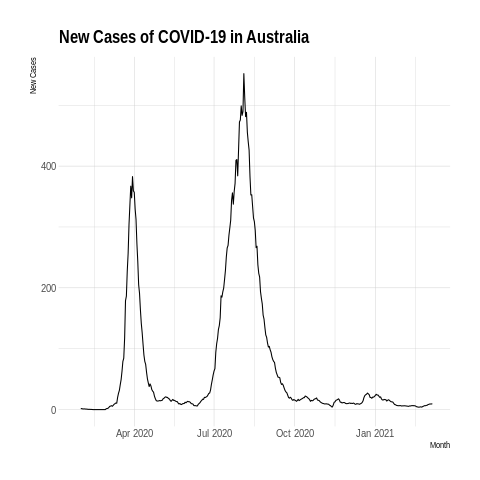 New Cases of COVID-19 in Australia
New Cases
400
200
0
Apr 2020
Jul 2020
Oct 2020
Jan 2021
Month